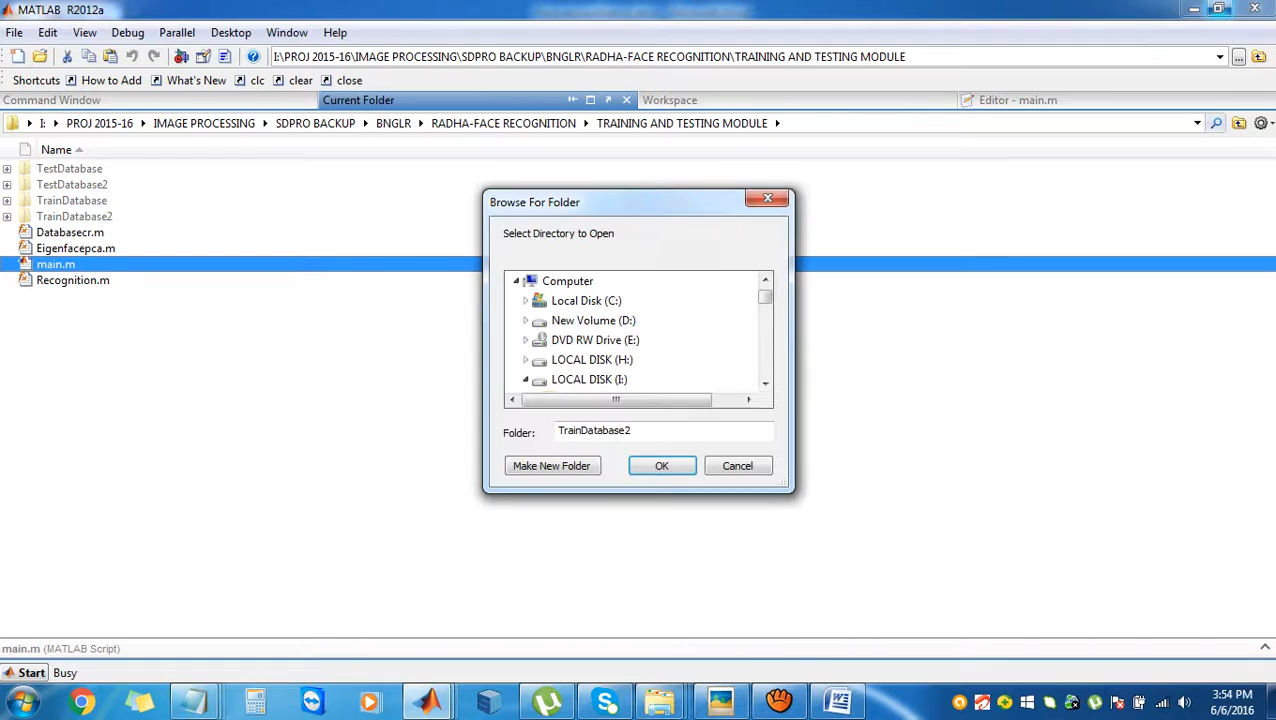 MATLAB R2012a
File Edit View Debug Parallel Desktop Window Help
I:\PROJ 2015-16\IMAGE PROCESSING\SDPRO BACKUP\BNGLR\RADHA-FACE RECOGNITION\TRAINING AND TESTING MODULE
Shortcuts How to Add What's New clc clear close
Command Window Current Folder Workspace Editor - main.m
I: PROJ 2015-16 IMAGE PROCESSING SDPRO BACKUP BNGLR RADHA-FACE RECOGNITION TRAINING AND TESTING MODULE
Name
TestDatabase
TestDatabase2
TrainDatabase
TrainDatabase2
Databasecr.m
Eigenfacepca.m
main.m
Recognition.m
Browse For Folder
Select Directory to Open
Computer
Local Disk (C:)
New Volume (D:)
DVD RW Drive (E:)
LOCAL DISK (H:)
LOCAL DISK (I:)
Folder: TrainDatabase2
Make New Folder OK Cancel
main.m (MATLAB Script)
Start Busy
3:54 PM
6/6/2016